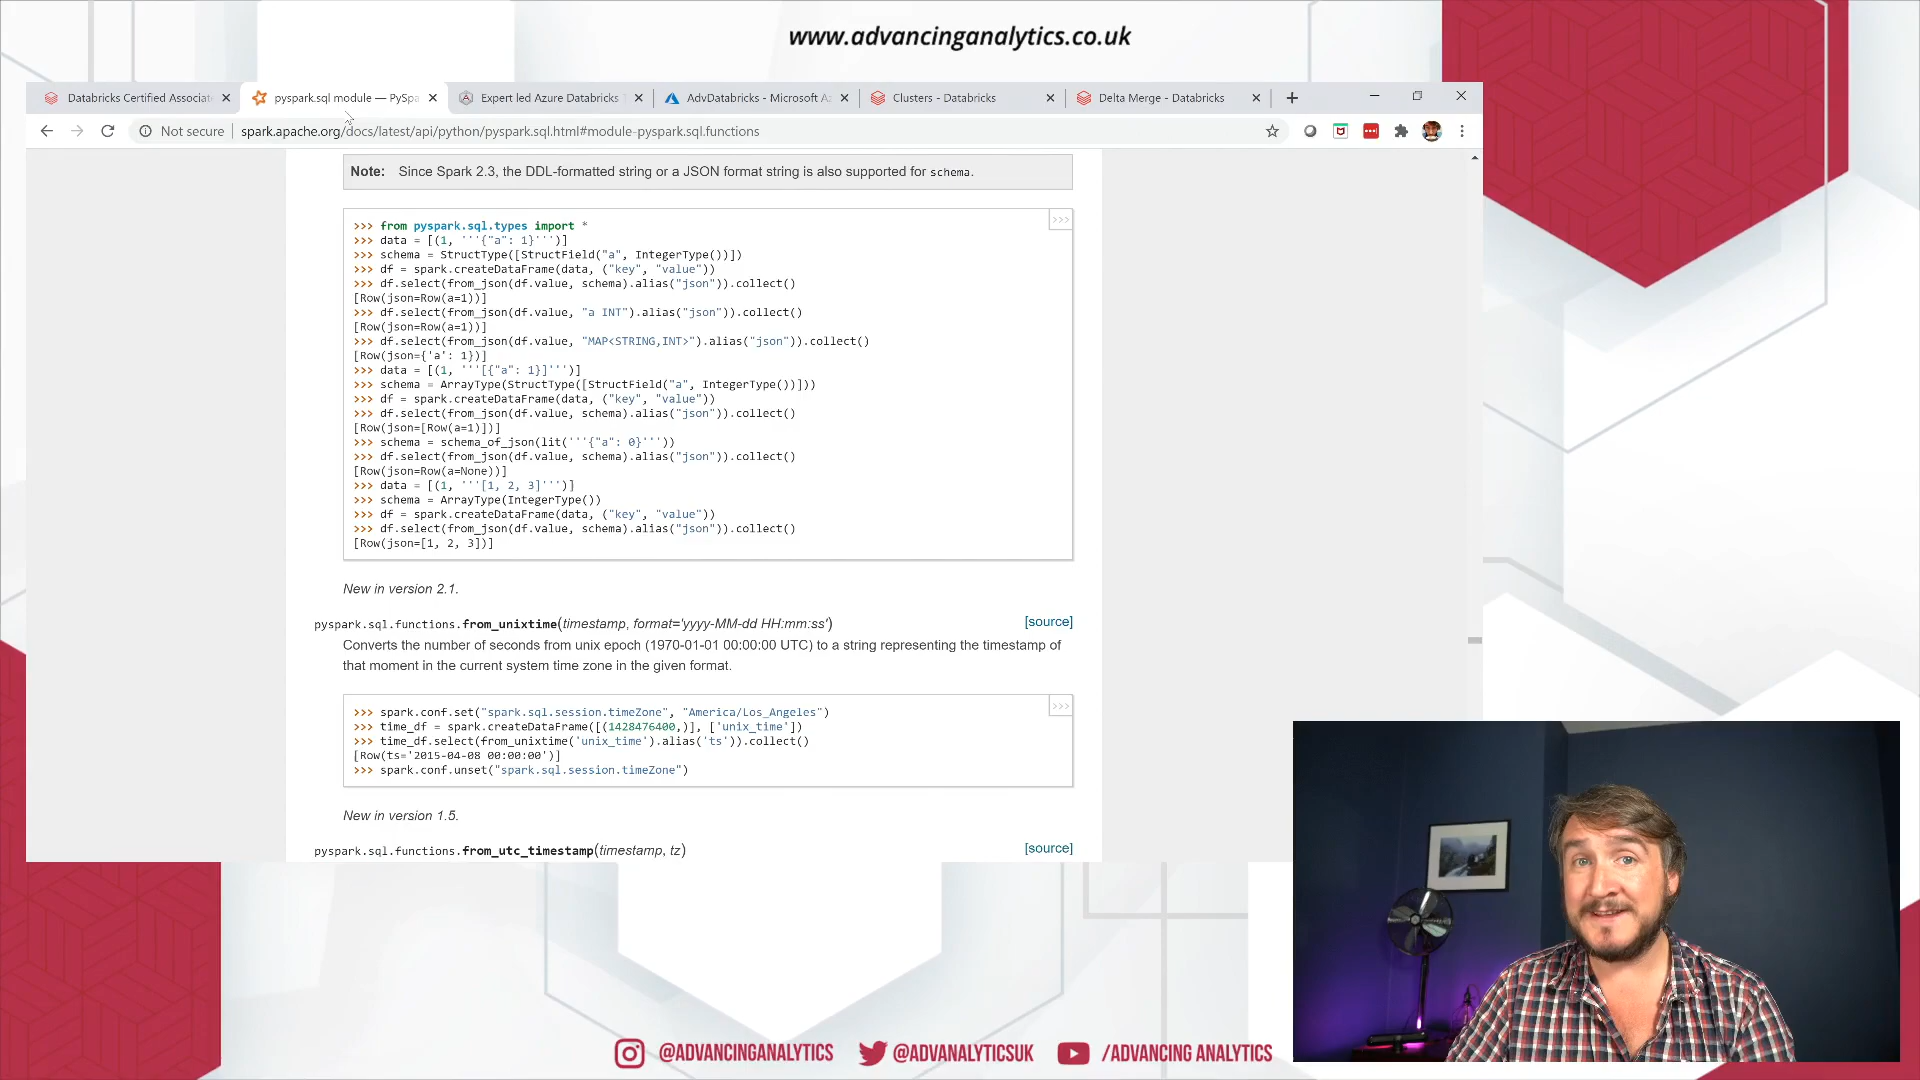 www.advancinganalytics.co.uk
Databricks Certified Associat
pyspark.sql module — PySpa
Expert led Azure Databricks
AdvDatabricks - Microsoft Az
Clusters - Databricks
Delta Merge - Databricks
Not secure
spark.apache.org/docs/latest/api/python/pyspark.sql.html#module-pyspark.sql.functions
Note: Since Spark 2.3, the DDL-formatted string or a JSON format string is also supported for schema.
>>>
>>> from pyspark.sql.types import *
>>> data = [(1, '''{"a": 1}''')]
>>> schema = StructType([StructField("a", IntegerType())])
>>> df = spark.createDataFrame(data, ("key", "value"))
>>> df.select(from_json(df.value, schema).alias("json")).collect()
[Row(json=Row(a=1))]
>>> df.select(from_json(df.value, "a INT").alias("json")).collect()
[Row(json=Row(a=1))]
>>> df.select(from_json(df.value, "MAP<STRING,INT>").alias("json")).collect()
[Row(json={'a': 1})]
>>> data = [(1, '''[{"a": 1}]''')]
>>> schema = ArrayType(StructType([StructField("a", IntegerType())]))
>>> df = spark.createDataFrame(data, ("key", "value"))
>>> df.select(from_json(df.value, schema).alias("json")).collect()
[Row(json=[Row(a=1)])]
>>> schema = schema_of_json(lit('''{"a": 0}'''))
>>> df.select(from_json(df.value, schema).alias("json")).collect()
[Row(json=Row(a=None))]
>>> data = [(1, '''[1, 2, 3]''')]
>>> schema = ArrayType(IntegerType())
>>> df = spark.createDataFrame(data, ("key", "value"))
>>> df.select(from_json(df.value, schema).alias("json")).collect()
[Row(json=[1, 2, 3])]
New in version 2.1.
pyspark.sql.functions.from_unixtime(timestamp, format='yyyy-MM-dd HH:mm:ss') [source]
Converts the number of seconds from unix epoch (1970-01-01 00:00:00 UTC) to a string representing the timestamp of
that moment in the current system time zone in the given format.
>>>
>>> spark.conf.set("spark.sql.session.timeZone", "America/Los_Angeles")
>>> time_df = spark.createDataFrame([(1428476400,)], ['unix_time'])
>>> time_df.select(from_unixtime('unix_time').alias('ts')).collect()
[Row(ts='2015-04-08 00:00:00')]
>>> spark.conf.unset("spark.sql.session.timeZone")
New in version 1.5.
pyspark.sql.functions.from_utc_timestamp(timestamp, tz) [source]
@ADVANCINGANALYTICS
@ADVANALYTICSUK
/ADVANCING ANALYTICS